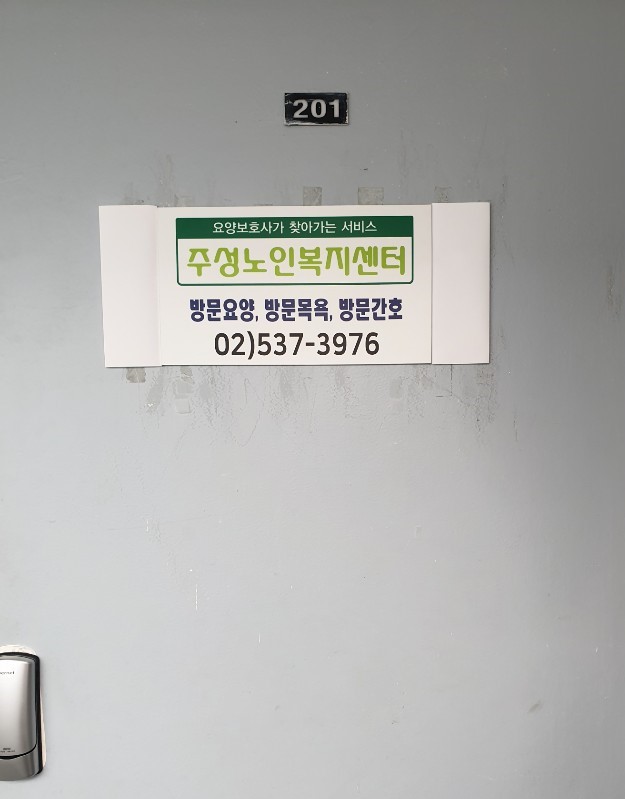 201
요양보호사가 찾아가는 서비스
주성노인복지센터
방문요양, 방문목욕, 방문간호
02)537-3976